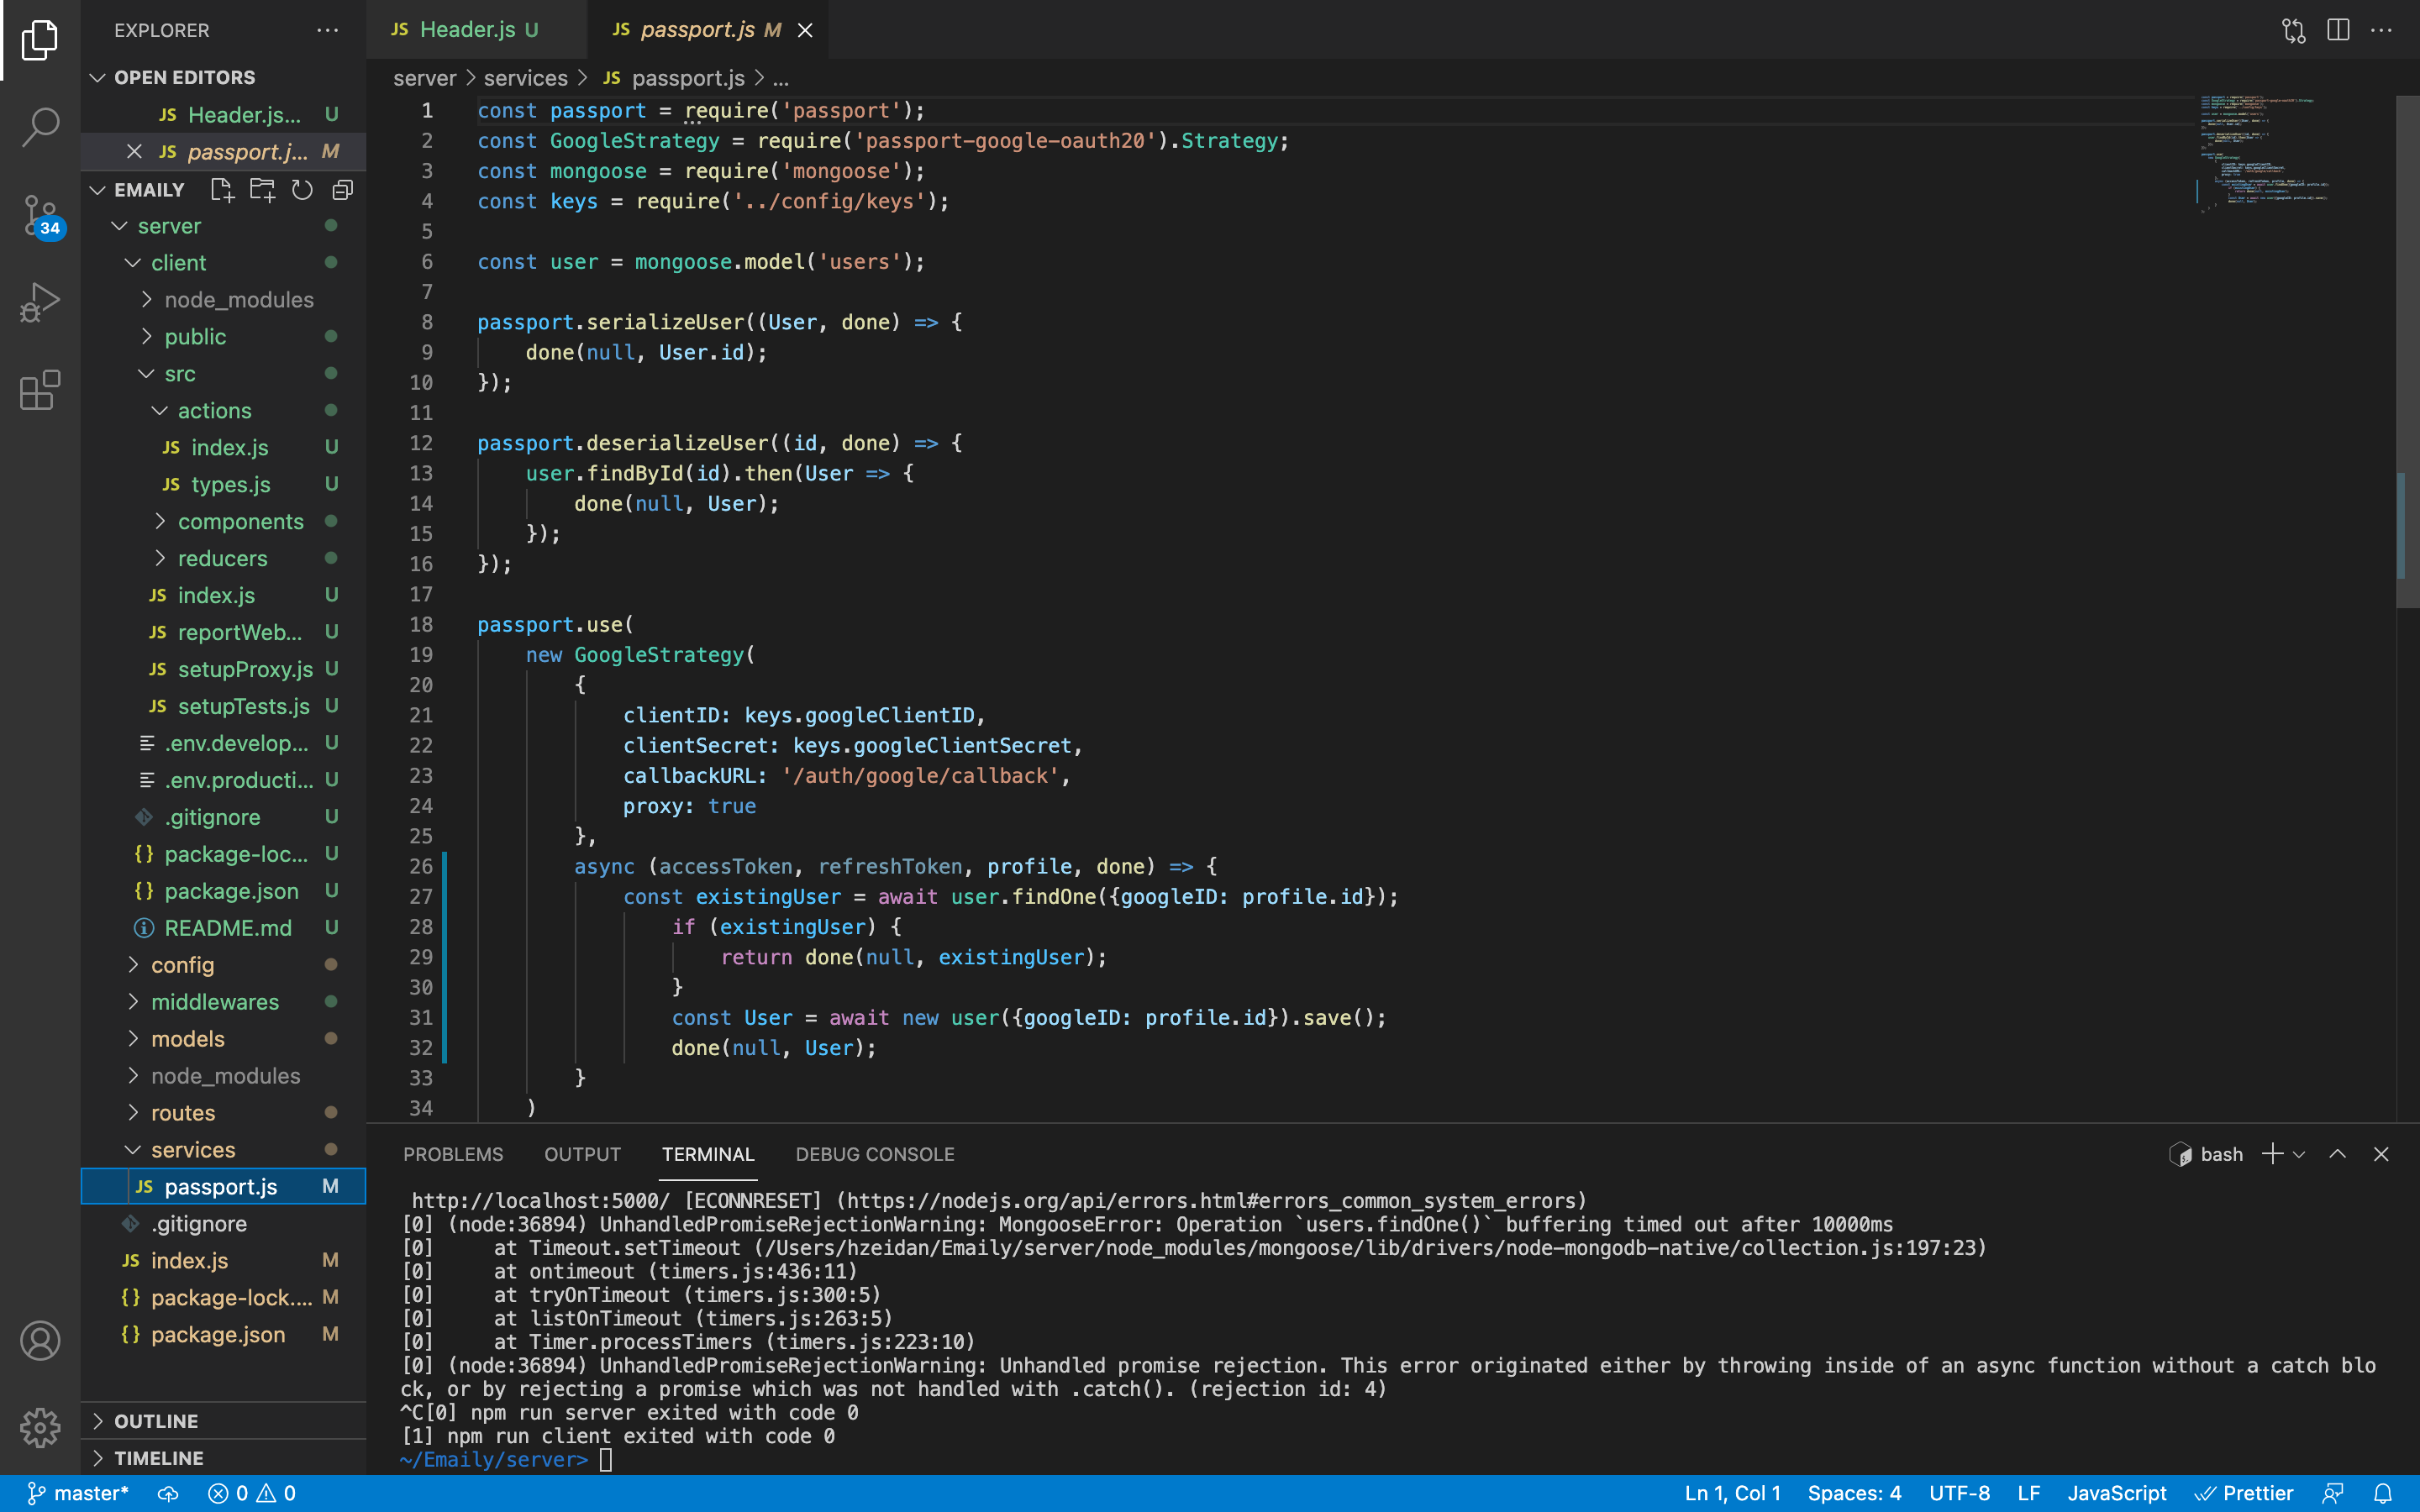 EXPLORER
OPEN EDITORS
JS Header.js... U
JS passport.j... M
EMAILY
server
client
node_modules
public
src
actions
JS index.js U
JS types.js U
components
reducers
JS index.js U
JS reportWeb... U
JS setupProxy.js U
JS setupTests.js U
.env.develop... U
.env.producti... U
.gitignore U
{} package-loc... U
{} package.json U
README.md U
config
middlewares
models
node_modules
routes
services
JS passport.js M
.gitignore
JS index.js M
{} package-lock.... M
{} package.json M
OUTLINE
TIMELINE
34
JS Header.js U
JS passport.js M
server > services > JS passport.js > ...
1 const passport = require('passport');
2 const GoogleStrategy = require('passport-google-oauth20').Strategy;
3 const mongoose = require('mongoose');
4 const keys = require('../config/keys');
5
6 const user = mongoose.model('users');
7
8 passport.serializeUser((User, done) => {
9 done(null, User.id);
10 });
11
12 passport.deserializeUser((id, done) => {
13 user.findById(id).then(User => {
14 done(null, User);
15 });
16 });
17
18 passport.use(
19 new GoogleStrategy(
20 {
21 clientID: keys.googleClientID,
22 clientSecret: keys.googleClientSecret,
23 callbackURL: '/auth/google/callback',
24 proxy: true
25 },
26 async (accessToken, refreshToken, profile, done) => {
27 const existingUser = await user.findOne({googleID: profile.id});
28 if (existingUser) {
29 return done(null, existingUser);
30 }
31 const User = await new user({googleID: profile.id}).save();
32 done(null, User);
33 }
34 )
PROBLEMS OUTPUT TERMINAL DEBUG CONSOLE
bash
http://localhost:5000/ [ECONNRESET] (https://nodejs.org/api/errors.html#errors_common_system_errors)
[0] (node:36894) UnhandledPromiseRejectionWarning: MongooseError: Operation `users.findOne()` buffering timed out after 10000ms
[0] at Timeout.setTimeout (/Users/hzeidan/Emaily/server/node_modules/mongoose/lib/drivers/node-mongodb-native/collection.js:197:23)
[0] at ontimeout (timers.js:436:11)
[0] at tryOnTimeout (timers.js:300:5)
[0] at listOnTimeout (timers.js:263:5)
[0] at Timer.processTimers (timers.js:223:10)
[0] (node:36894) UnhandledPromiseRejectionWarning: Unhandled promise rejection. This error originated either by throwing inside of an async function without a catch blo
ck, or by rejecting a promise which was not handled with .catch(). (rejection id: 4)
^C[0] npm run server exited with code 0
[1] npm run client exited with code 0
~/Emaily/server>
master* 0 0
Ln 1, Col 1 Spaces: 4 UTF-8 LF JavaScript Prettier